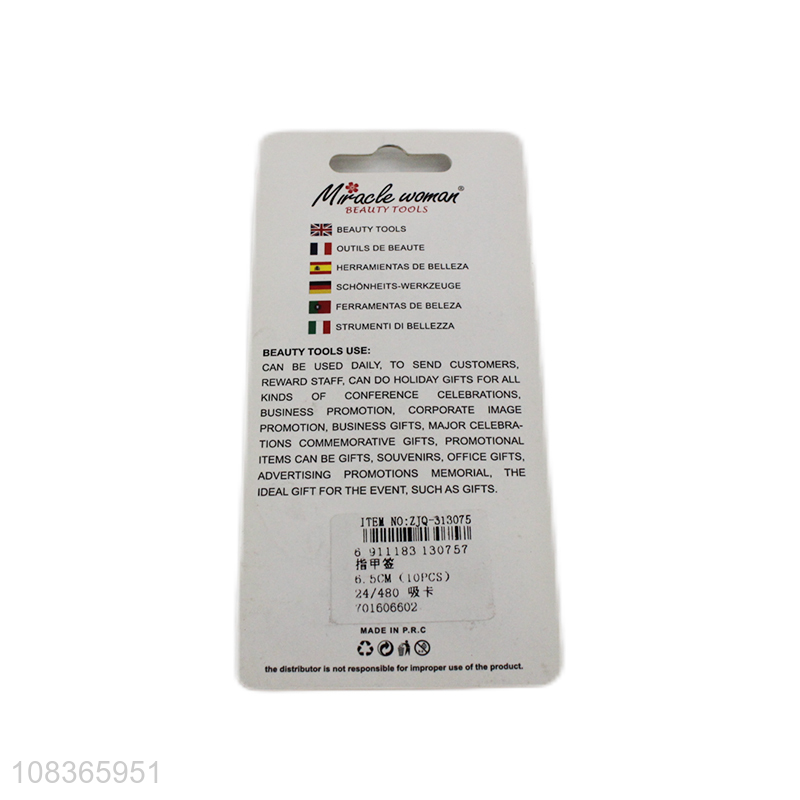 Miracle woman®
BEAUTY TOOLS
BEAUTY TOOLS
OUTILS DE BEAUTE
HERRAMIENTAS DE BELLEZA
SCHÖNHEITS-WERKZEUGE
FERRAMENTAS DE BELEZA
STRUMENTI DI BELLEZZA
BEAUTY TOOLS USE:
CAN BE USED DAILY, TO SEND CUSTOMERS,
REWARD STAFF, CAN DO HOLIDAY GIFTS FOR ALL
KINDS OF CONFERENCE CELEBRATIONS,
BUSINESS PROMOTION, CORPORATE IMAGE
PROMOTION, BUSINESS GIFTS, MAJOR CELEBRA-
TIONS COMMEMORATIVE GIFTS, PROMOTIONAL
ITEMS CAN BE GIFTS, SOUVENIRS, OFFICE GIFTS,
ADVERTISING PROMOTIONS MEMORIAL, THE
IDEAL GIFT FOR THE EVENT, SUCH AS GIFTS.
ITEM NO:ZJQ-313075
6 911183 130757
指甲签
6.5CM (10PCS)
24/480 吸卡
701606602
MADE IN P.R.C
the distributor is not responsible for improper use of the product.
108365951